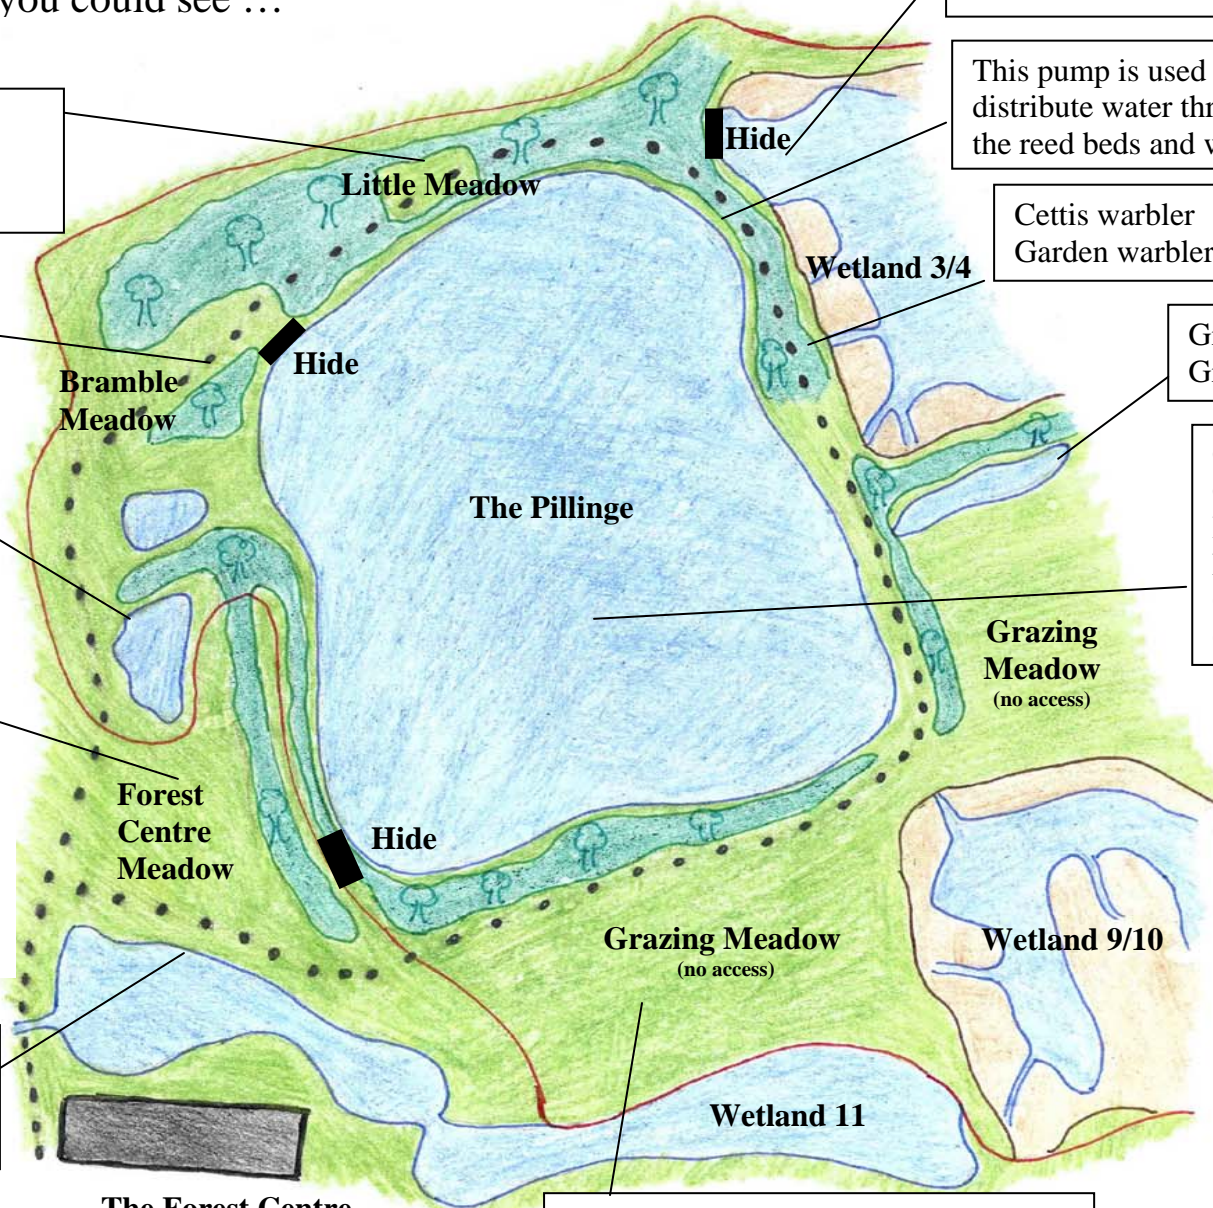 you could see …
This pump is used
distribute water
the reed beds and
Hide
Little Meadow
Cettis warbler
Garden warbler
Wetland 3/4
Hide
Bramble
Meadow
The Pillinge
Grazing
Meadow
(no access)
Forest
Centre
Meadow
Hide
Grazing Meadow
(no access)
Wetland 9/10
Wetland 11
The Forest Centre